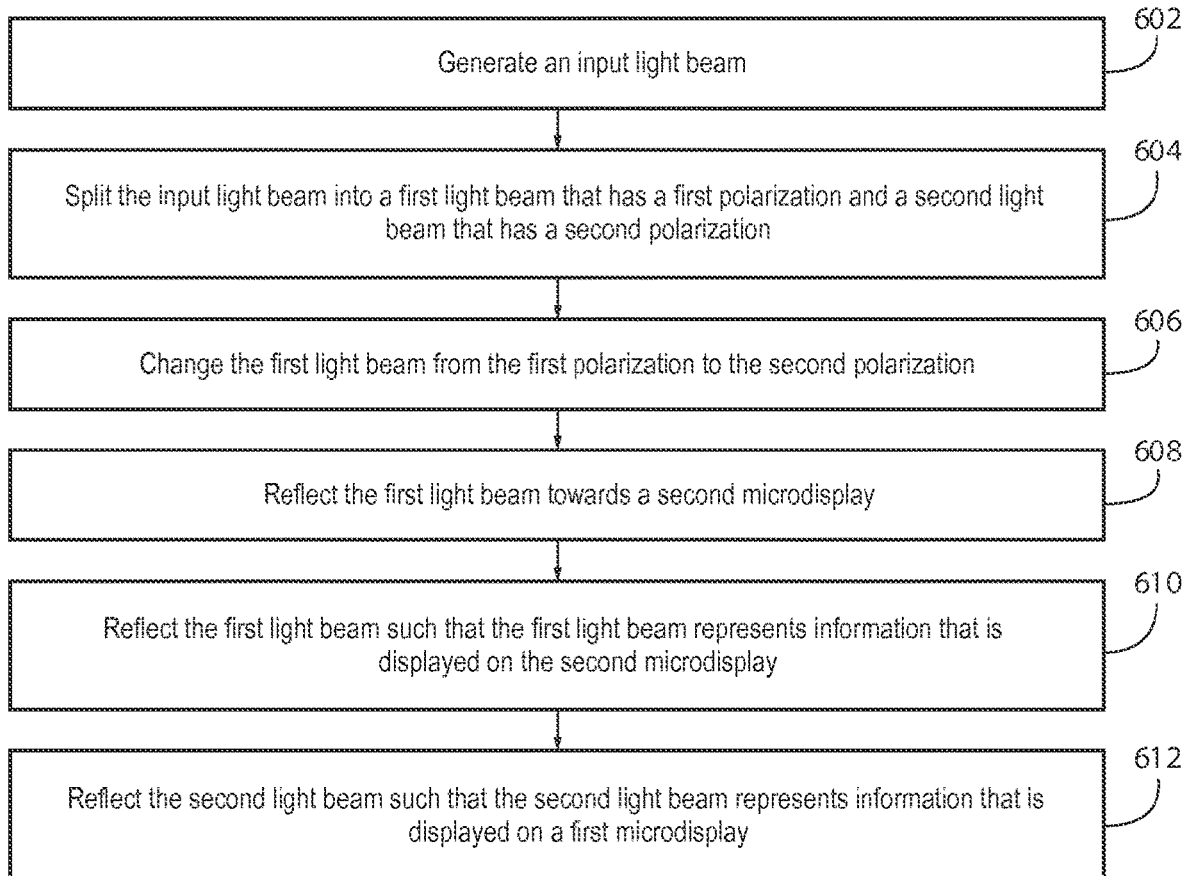 602
Generate an input light beam
604
Split the input light beam into a first light beam that has a first polarization and a second light
beam that has a second polarization
606
Change the first light beam from the first polarization to the second polarization
608
Reflect the first light beam towards a second microdisplay
610
Reflect the first light beam such that the first light beam represents information that is
displayed on the second microdisplay
612
Reflect the second light beam such that the second light beam represents information that is
displayed on a first microdisplay